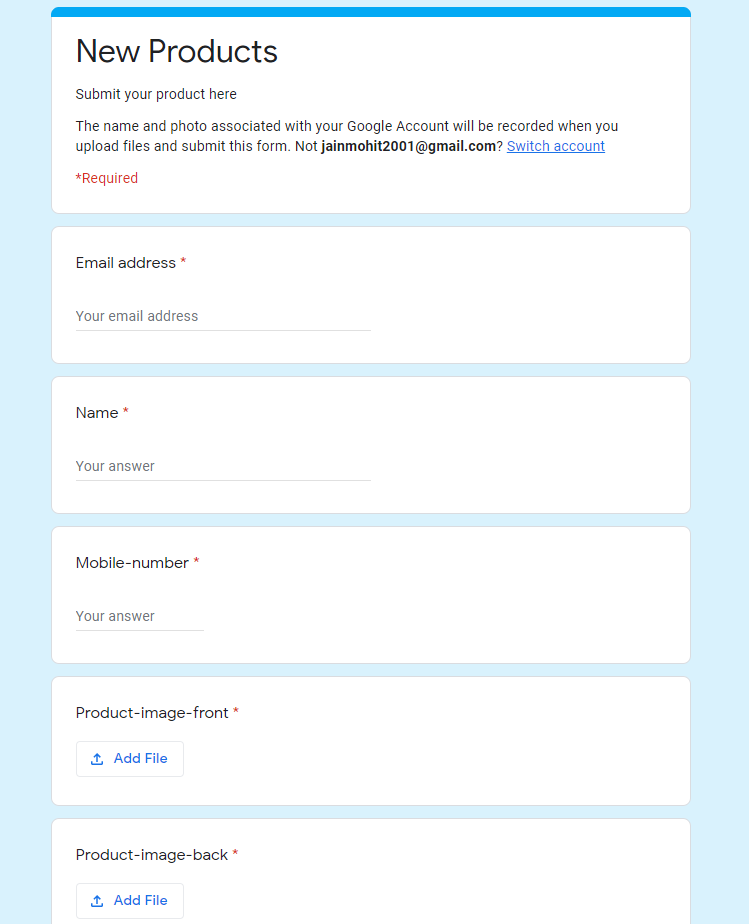 New Products
Submit your product here
The name and photo associated with your Google Account will be recorded when you
upload files and submit this form. Not jainmohit2001@gmail.com? Switch account
*Required
Email address *
Your email address
Name *
Your answer
Mobile-number *
Your answer
Product-image-front *
Add File
Product-image-back *
Add File